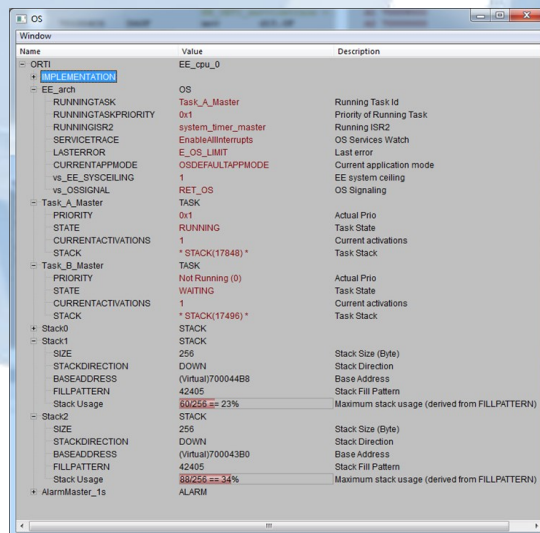 OS
Window
Name Value Description
ORTI EE_cpu_0
IMPLEMENTATION
EE_arch OS
RUNNINGTASK Task_A_Master Running Task Id
RUNNINGTASKPRIORITY 0x1 Priority of Running Task
RUNNINGISR2 system_timer_master Running ISR2
SERVICETRACE EnableAllInterrupts OS Services Watch
LASTERROR E_OS_LIMIT Last error
CURRENTAPPMODE OSDEFAULTAPPMODE Current application mode
vs_EE_SYSCEILING 1 EE system ceiling
vs_OSSIGNAL RET_OS OS Signaling
Task_A_Master TASK
PRIORITY 0x1 Actual Prio
STATE RUNNING Task State
CURRENTACTIVATIONS 1 Current activations
STACK * STACK(17848) * Task Stack
Task_B_Master TASK
PRIORITY Not Running (0) Actual Prio
STATE WAITING Task State
CURRENTACTIVATIONS 1 Current activations
STACK * STACK(17496) * Task Stack
Stack0 STACK
Stack1 STACK
SIZE 256 Stack Size (Byte)
STACKDIRECTION DOWN Stack Direction
BASEADDRESS (Virtual)700044B8 Base Address
FILLPATTERN 42405 Stack Fill Pattern
Stack Usage 60/256 == 23% Maximum stack usage (derived from FILLPATTERN)
Stack2 STACK
SIZE 256 Stack Size (Byte)
STACKDIRECTION DOWN Stack Direction
BASEADDRESS (Virtual)700043B0 Base Address
FILLPATTERN 42405 Stack Fill Pattern
Stack Usage 88/256 == 34% Maximum stack usage (derived from FILLPATTERN)
AlarmMaster_1s ALARM